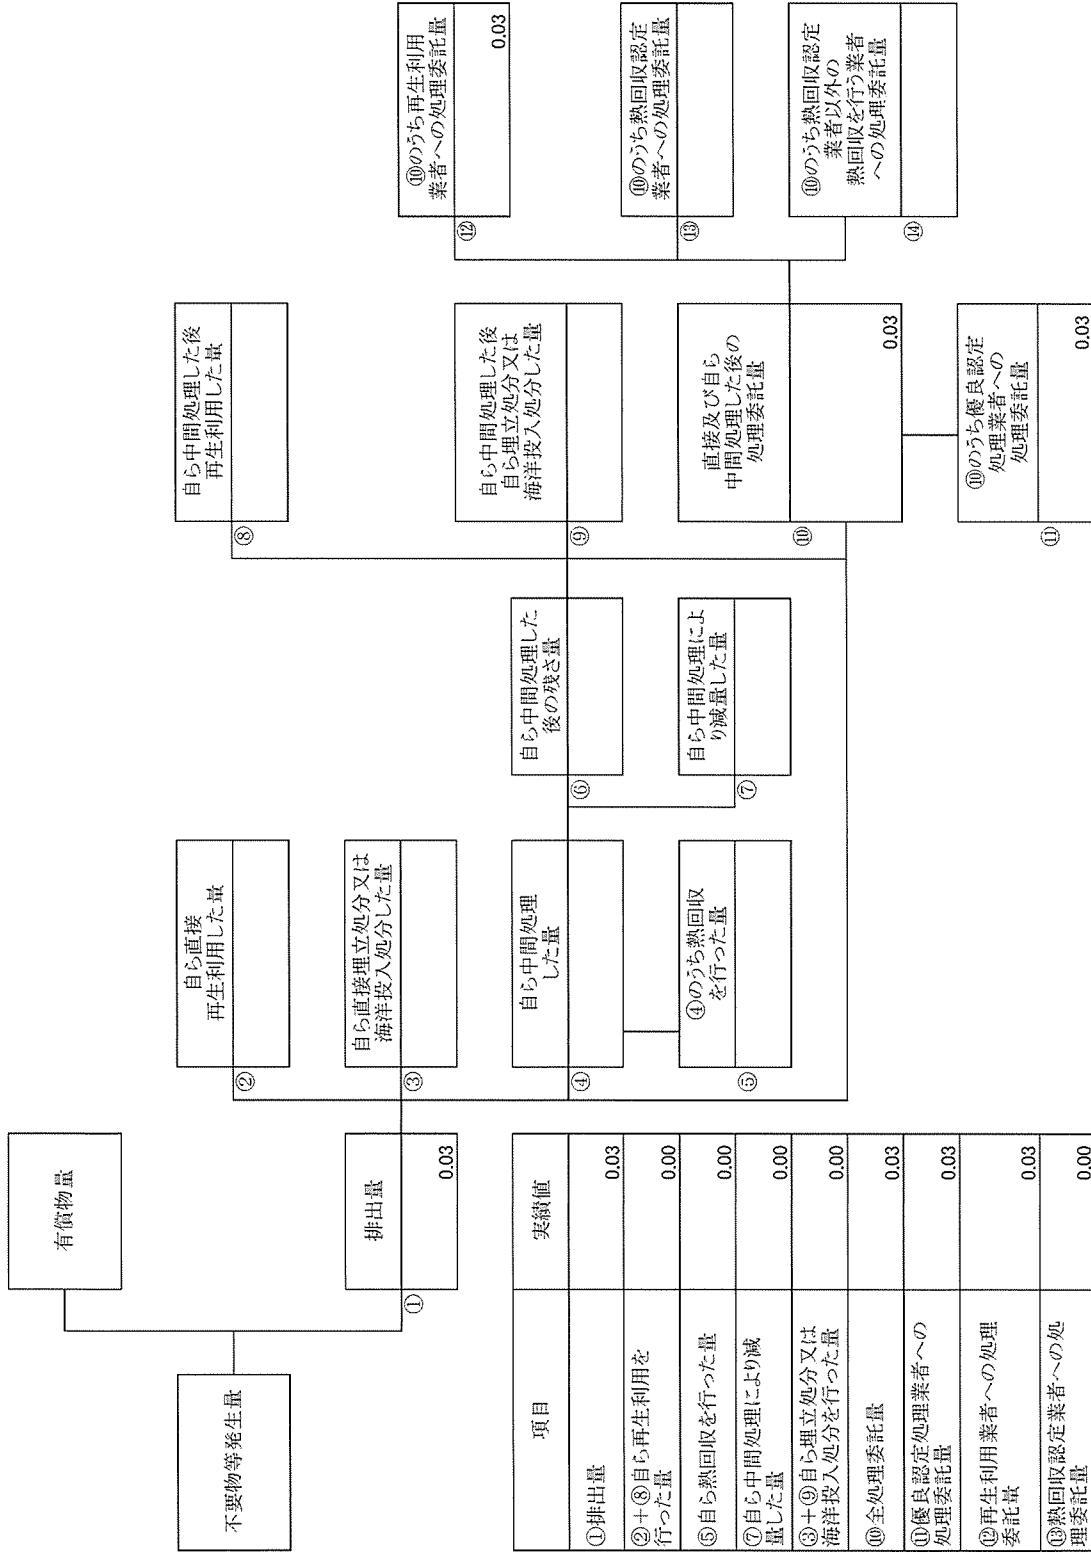 不要物等発生量
有償物量
①
排出量
0.03
②
自ら直接
再生利用した量
③
自ら直接埋立処分又は
海洋投入処分した量
④
自ら中間処理
した量
⑤
④のうち熱回収
を行った量
⑥
自ら中間処理した
後の残さ量
⑦
自ら中間処理によ
り減量した量
⑧
自ら中間処理した後
再生利用した量
⑨
自ら中間処理した後
自ら埋立処分又は
海洋投入処分した量
⑩
直接及び自ら
中間処理した後の
処理委託量
0.03
⑪
⑩のうち優良認定
処理業者への
処理委託量
0.03
⑫
⑩のうち再生利用
業者への処理委託量
0.03
⑬
⑩のうち熱回収認定
業者への処理委託量
⑭
⑩のうち熱回収認定
業者以外の
熱回収を行う業者
への処理委託量
項目
実績値
①排出量
0.03
②+⑧自ら再生利用を
行った量
0.00
⑤自ら熱回収を行った量
0.00
⑦自ら中間処理により減
量した量
0.00
③+⑨自ら埋立処分又は
海洋投入処分を行った量
0.00
⑩全処理委託量
0.03
⑪優良認定処理業者への
処理委託量
0.03
⑫再生利用業者への処理
委託量
0.03
⑬熱回収認定業者への処
理委託量
0.00